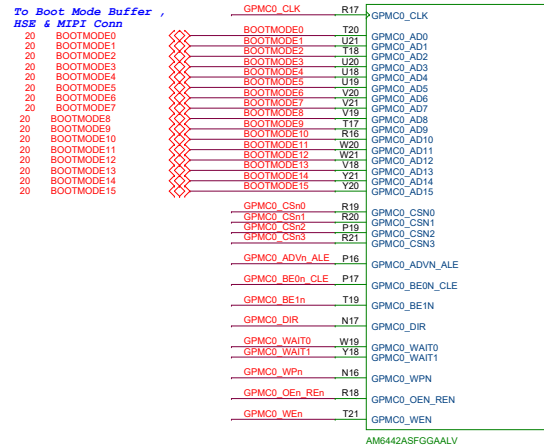 To Boot Mode Buffer ,
HSE & MIPI Conn
GPMC_CLK R17 GPMC0_CLK
20 BOOTMODE0 BOOTMODE0 T20 GPMC0_AD0
20 BOOTMODE1 BOOTMODE1 U21 GPMC0_AD1
20 BOOTMODE2 BOOTMODE2 T18 GPMC0_AD2
20 BOOTMODE3 BOOTMODE3 U20 GPMC0_AD3
20 BOOTMODE4 BOOTMODE4 U18 GPMC0_AD4
20 BOOTMODE5 BOOTMODE5 U19 GPMC0_AD5
20 BOOTMODE6 BOOTMODE6 V20 GPMC0_AD6
20 BOOTMODE7 BOOTMODE7 V21 GPMC0_AD7
20 BOOTMODE8 BOOTMODE8 V19 GPMC0_AD8
20 BOOTMODE9 BOOTMODE9 T17 GPMC0_AD9
20 BOOTMODE10 BOOTMODE10 R16 GPMC0_AD10
20 BOOTMODE11 BOOTMODE11 W20 GPMC0_AD11
20 BOOTMODE12 BOOTMODE12 W21 GPMC0_AD12
20 BOOTMODE13 BOOTMODE13 V18 GPMC0_AD13
20 BOOTMODE14 BOOTMODE14 Y21 GPMC0_AD14
20 BOOTMODE15 BOOTMODE15 Y20 GPMC0_AD15
GPMC0_CSn0 R19 GPMC0_CSN0
GPMC0_CSn1 R20 GPMC0_CSN1
GPMC0_CSn2 P19 GPMC0_CSN2
GPMC0_CSn3 R21 GPMC0_CSN3
GPMC0_ADVn_ALE P16 GPMC0_ADVN_ALE
GPMC0_BE0n_CLE P17 GPMC0_BE0N_CLE
GPMC0_BE1n T19 GPMC0_BE1N
GPMC0_DIR N17 GPMC0_DIR
GPMC0_WAIT0 W19 GPMC0_WAIT0
GPMC0_WAIT1 Y18 GPMC0_WAIT1
GPMC0_WPn N16 GPMC0_WPN
GPMC0_OEn_REn R18 GPMC0_OEN_REN
GPMC0_WEn T21 GPMC0_WEN
AM6442ASFGGAALV